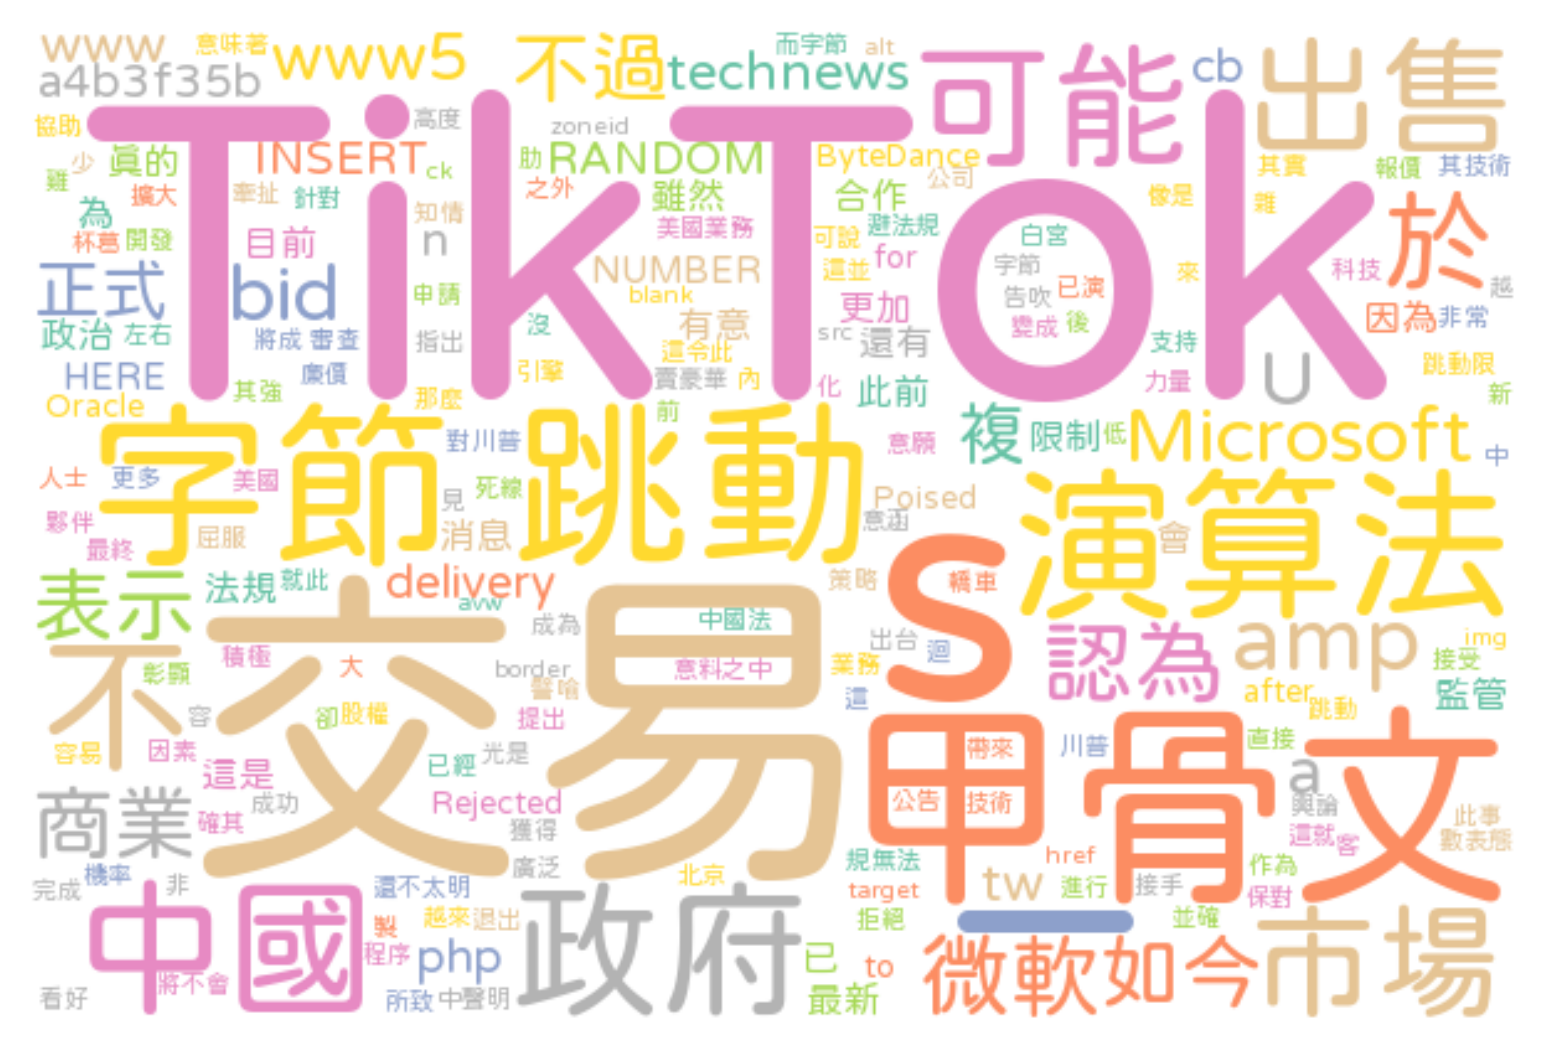 www 意味著 www5 不過 而字節 alt 可能 cb 出售
a4b3f35b technews
TikTok
協助 高度 zoneid
少 眞的 INSERT ck 肋 RANDOM ByteDance 其實 報價 其技術
雞 擴大 牽扯 針對 之外 雖然 合作 公司 像是 雜 於
為 知情 美國業務 避法規
杯葛 開發 目前 n 可說 這並 for 白宮 科技
正式 bid NUMBER 字節 來 越
申請 blank 更加 告吹 已演
政治 左右 將成 審查 指出 沒 有意 src 還有 變成 後 支持 因為 非常
HERE 廉價 引擎 這令此 U 跳動限
Oracle 其強 那麼 賣豪華 內 化 此前 力量 新
前
字節跳動 對川普 意願 複 限制 低 Microsoft 中
人士 更多 美國 見 死線 Poised 演算法
夥伴 屈服 消息 意涵 會
最終
表示 法規 就此 delivery avw 策略 S 轎車
交易 成為 中國法 出台 迴 認為 amp img
不 彰顯 積極 大 border 譬喻 意料之中 業務 接受
容 卻 股權 提出 這 after 跳動 監管
容易 因素 這是 已經 光是 甲骨文 帶來 川普 直接
商業 確其 成功 Rejected 獲得 公告 技術 a 輿論 此事
這就 客 數表態
機率 廣泛 北京 規無法 href 作為
完成 非 還不太明 target tw 進行 接手 保對
中國 製 越來 退出 政府 拒絕 並確
程序 php 已 to 微軟 如今 市場
將不會
看好 所致 中聲明 最新